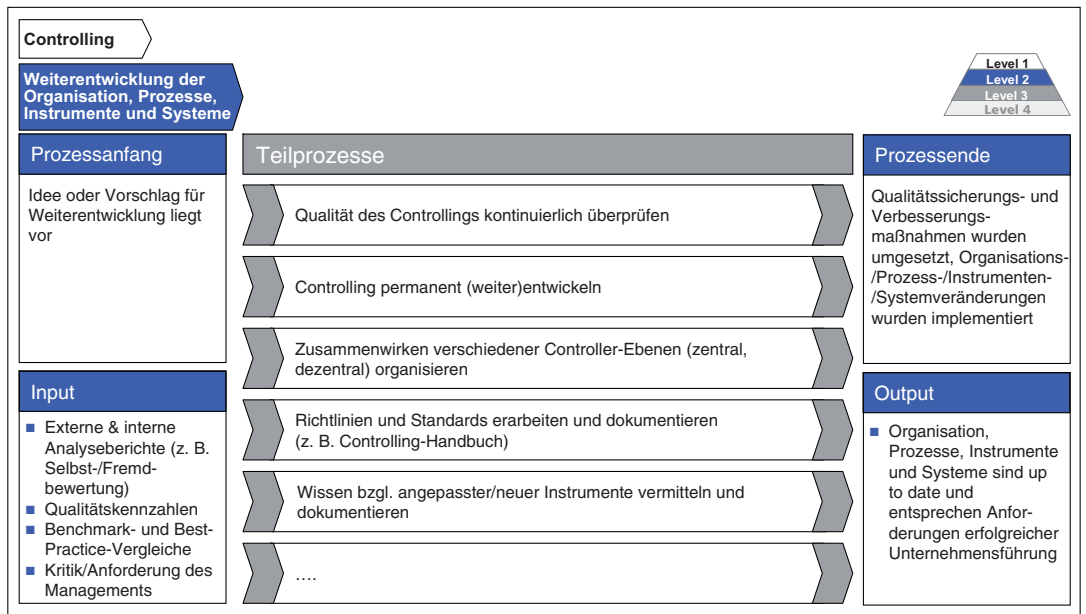 Controlling
Weiterentwicklung der
Organisation, Prozesse,
Instrumente und Systeme
Level 1
Level 2
Level 3
Level 4
Prozessanfang
Idee oder Vorschlag für
Weiterentwicklung liegt
vor
Input
■ Externe & interne
Analyseberichte (z. B.
Selbst-/Fremd-
bewertung)
■ Qualitätskennzahlen
■ Benchmark- und Best-
Practice-Vergleiche
■ Kritik/Anforderung des
Managements
Teilprozesse
Qualität des Controllings kontinuierlich überprüfen
Controlling permanent (weiter)entwickeln
Zusammenwirken verschiedener Controller-Ebenen (zentral,
dezentral) organisieren
Richtlinien und Standards erarbeiten und dokumentieren
(z. B. Controlling-Handbuch)
Wissen bzgl. angepasster/neuer Instrumente vermitteln und
dokumentieren
….
Prozessende
Qualitätssicherungs- und
Verbesserungs-
maßnahmen wurden
umgesetzt, Organisations-
/Prozess-/Instrumenten-
/Systemveränderungen
wurden implementiert
Output
■ Organisation,
Prozesse, Instrumente
und Systeme sind up
to date und
entsprechen Anfor-
derungen erfolgreicher
Unternehmensführung